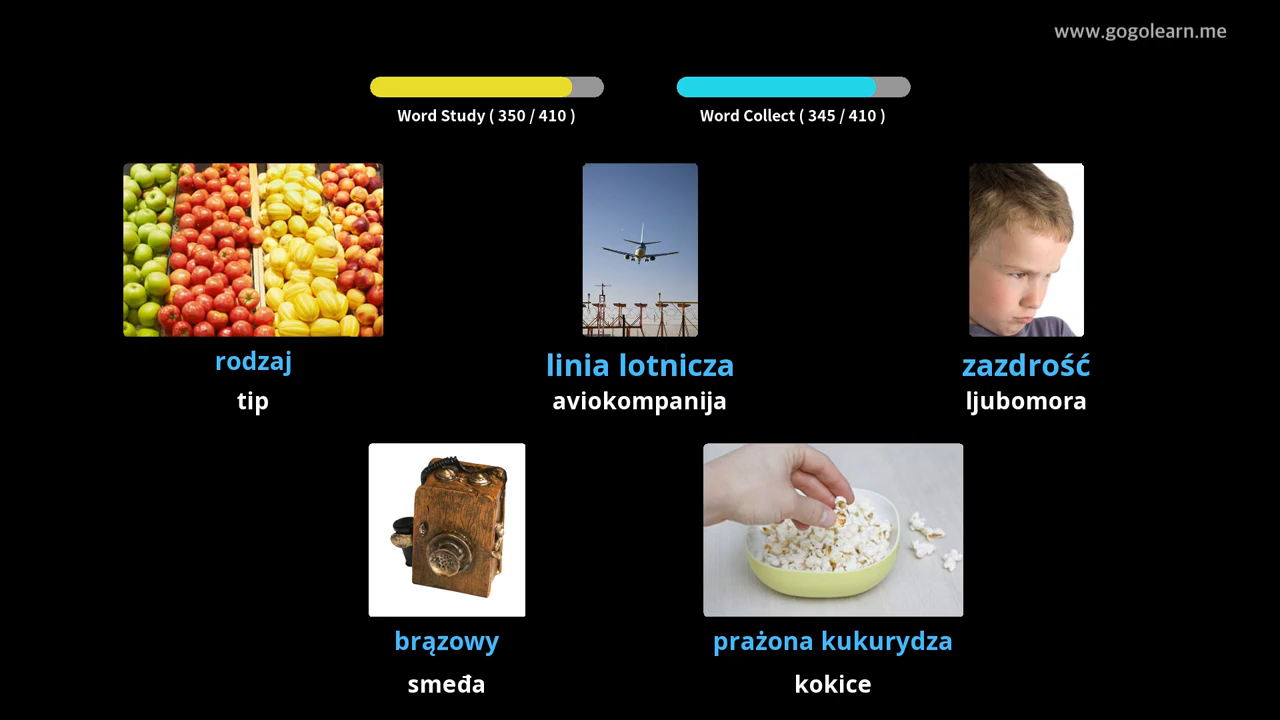 www.gogolearn.me
Word Study ( 350 / 410 )
Word Collect ( 345 / 410 )
rodzaj
tip
linia lotnicza
aviokompanija
zazdrość
ljubomora
brązowy
smeđa
prażona kukurydza
kokice